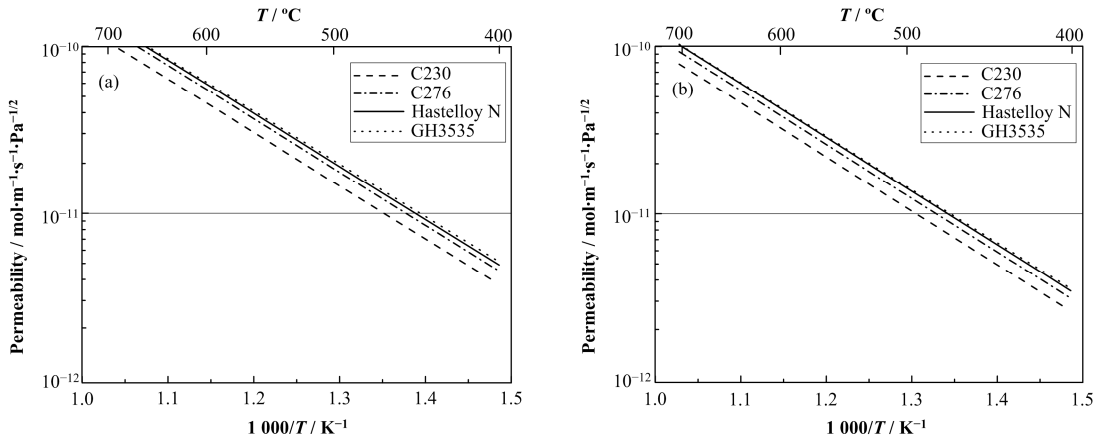 T / ºC
700 600 500 400
10−10
10−11
10−12
(a)
C230
C276
Hastelloy N
GH3535
Permeability / mol·m−1·s−1·Pa−1/2
1.0 1.1 1.2 1.3 1.4 1.5
1 000/T / K−1
T / ºC
700 600 500 400
10−10
10−11
10−12
(b)
C230
C276
Hastelloy N
GH3535
Permeability / mol·m−1·s−1·Pa−1/2
1.0 1.1 1.2 1.3 1.4 1.5
1 000/T / K−1